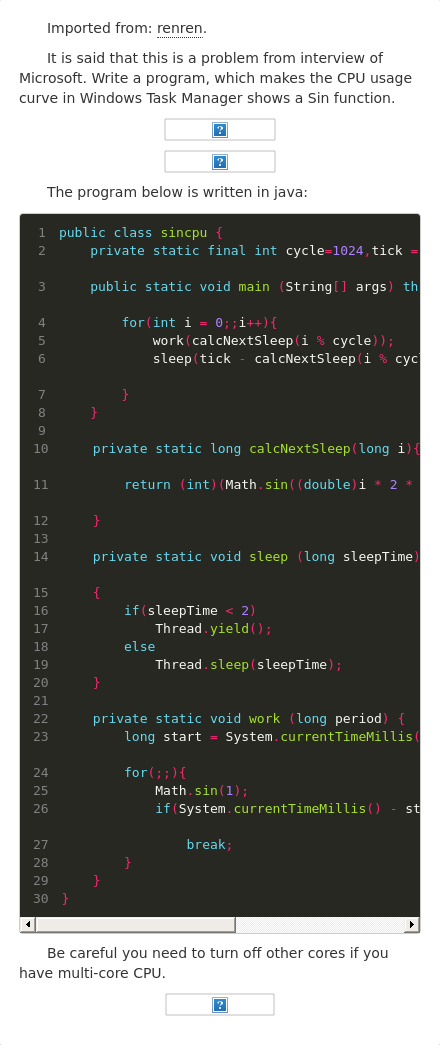 Imported from: renren.
It is said that this is a problem from interview of
Microsoft. Write a program, which makes the CPU usage
curve in Windows Task Manager shows a Sin function.
The program below is written in java:
1 public class sincpu {
2 private static final int cycle=1024,tick =
3 public static void main (String[] args) th
4 for(int i = 0;;i++){
5 work(calcNextSleep(i % cycle));
6 sleep(tick - calcNextSleep(i % cyc
7 }
8 }
9
10 private static long calcNextSleep(long i){
11 return (int)(Math.sin((double)i * 2 *
12 }
13
14 private static void sleep (long sleepTime)
15 {
16 if(sleepTime < 2)
17 Thread.yield();
18 else
19 Thread.sleep(sleepTime);
20 }
21
22 private static void work (long period) {
23 long start = System.currentTimeMillis(
24 for(;;){
25 Math.sin(1);
26 if(System.currentTimeMillis() - st
27 break;
28 }
29 }
30 }
Be careful you need to turn off other cores if you
have multi-core CPU.